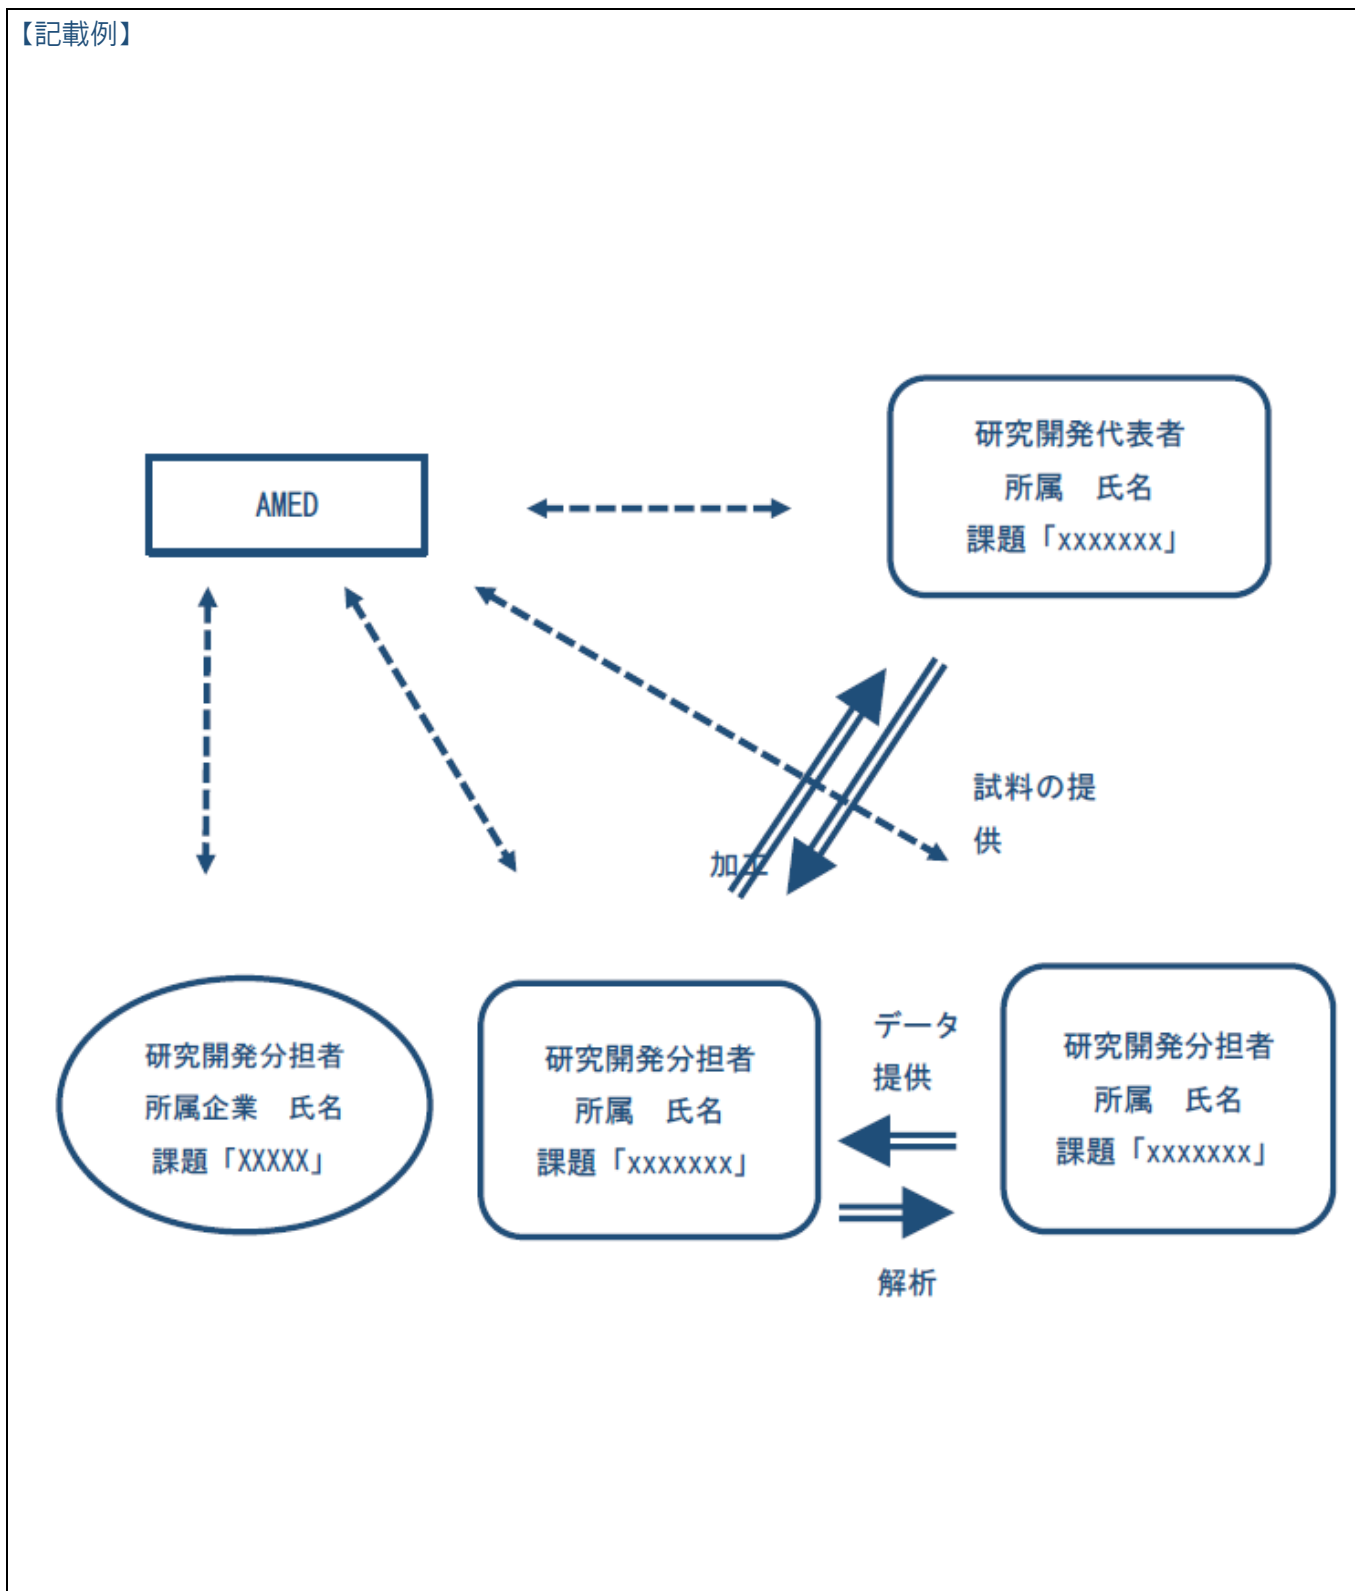 【記載例】
AMED
研究開発代表者
所属　氏名
課題「xxxxxxx」
試料の提
供
加工
研究開発分担者
所属企業　氏名
課題「XXXXX」
研究開発分担者
所属　氏名
課題「xxxxxxx」
データ
提供
解析
研究開発分担者
所属　氏名
課題「xxxxxxx」